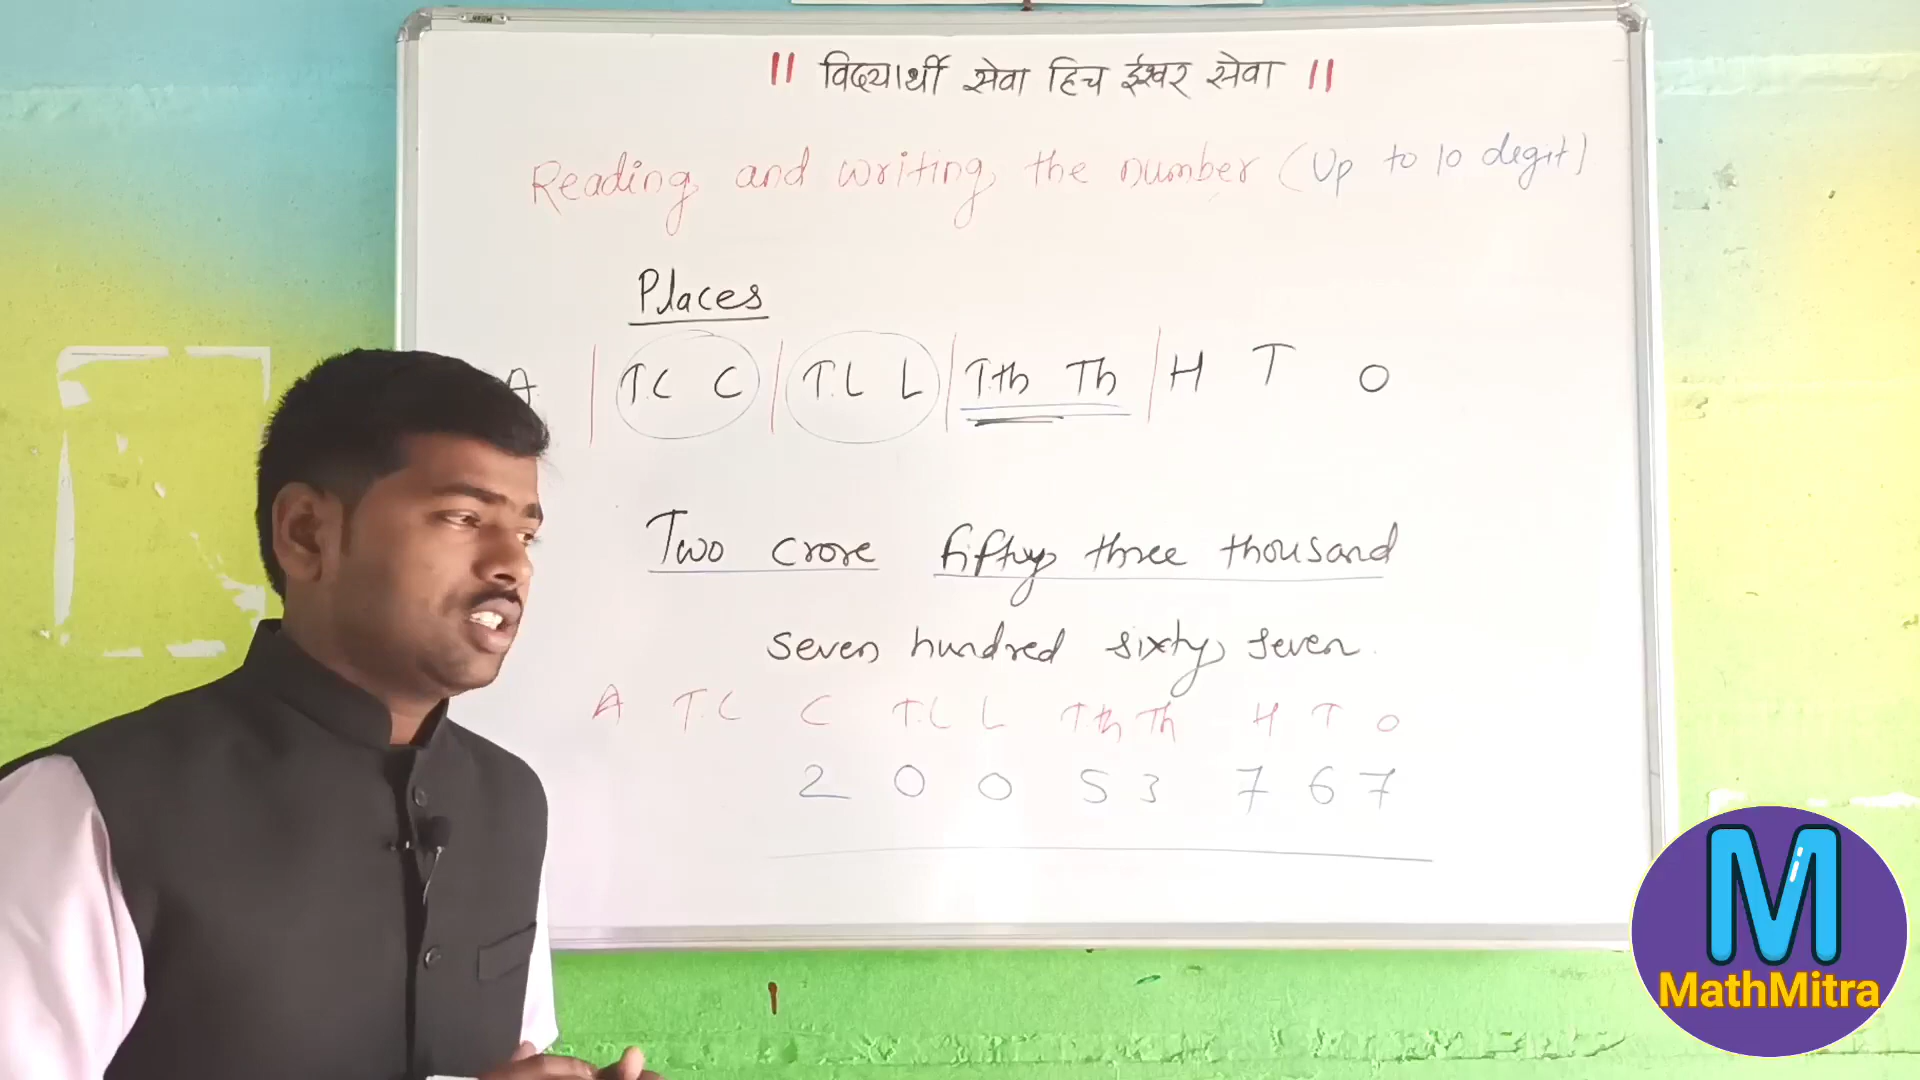 || विद्यार्थी सेवा हिच ईश्वर सेवा ||
Reading and writing the number (Up to 10 degit)
Places
A | T.C C | T.L L | T.th Th | H T O
Two crore fifty three thousand
seven hundred sixty seven.
A T.C C T.L L T.th Th H T O
2 0 0 5 3 7 6 7
M
MathMitra